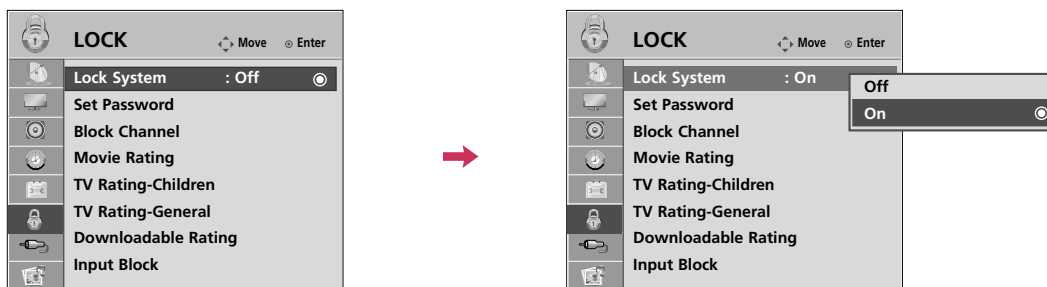 LOCK
Move
Enter
Lock System : Off
Set Password
Block Channel
Movie Rating
TV Rating-Children
TV Rating-General
Downloadable Rating
Input Block
LOCK
Move
Enter
Lock System : On
Set Password
Block Channel
Movie Rating
TV Rating-Children
TV Rating-General
Downloadable Rating
Input Block
Off
On